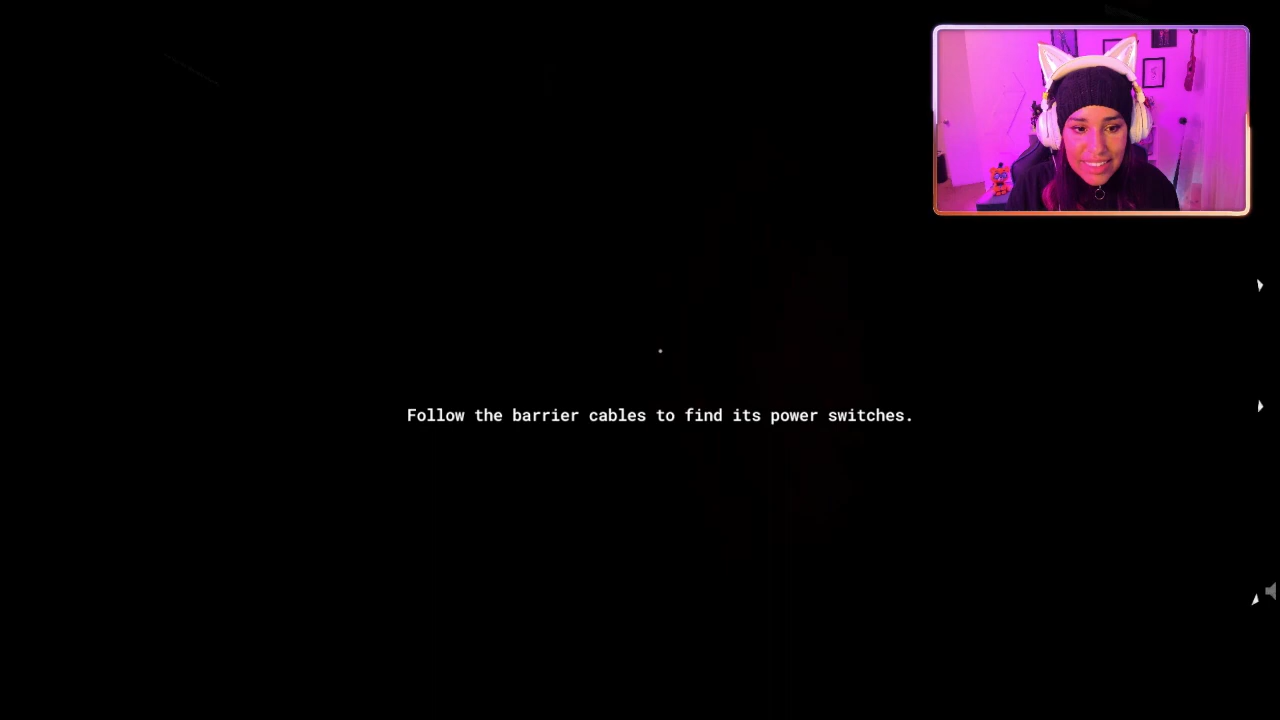 Follow the barrier cables to find its power switches.